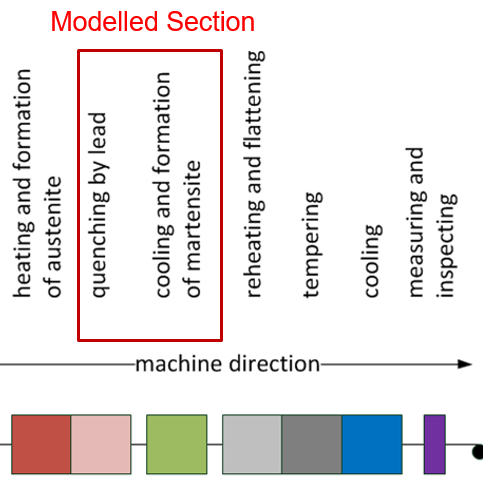 Modelled Section
heating and formation
of austenite
quenching by lead
cooling and formation
of martensite
reheating and flattening
tempering
cooling
measuring and
inspecting
machine direction